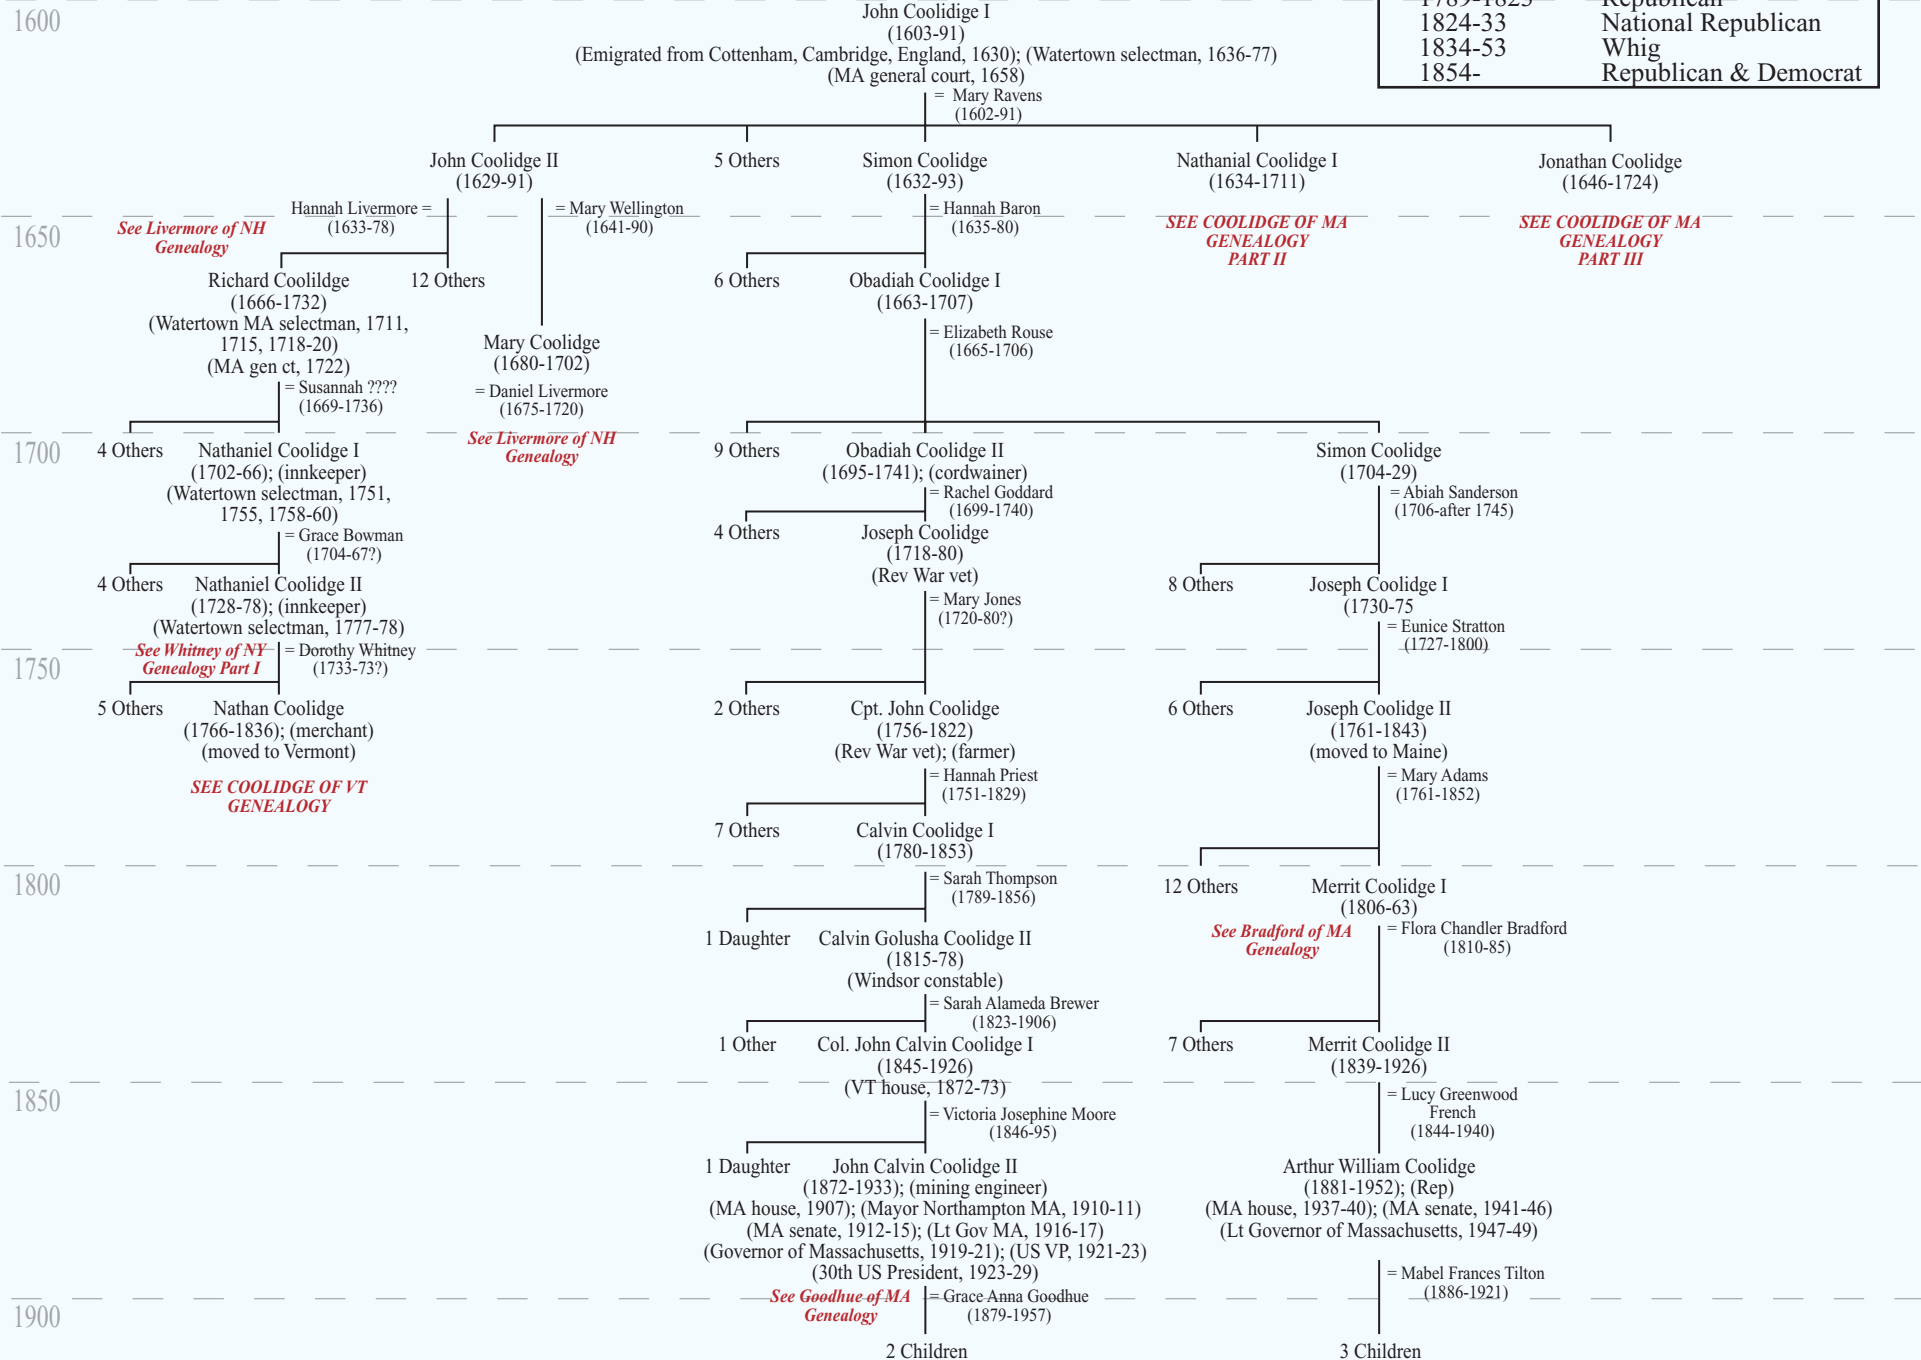 1600
John Coolidige I
(1603-91)
(Emigrated from Cottenham, Cambridge, England, 1630); (Watertown selectman, 1636-77)
(MA general court, 1658)
= Mary Ravens
(1602-91)
1789-1823 Republican
1824-33 National Republican
1834-53 Whig
1854- Republican & Democrat
John Coolidge II
(1629-91)
5 Others
Simon Coolidge
(1632-93)
Nathanial Coolidge I
(1634-1711)
Jonathan Coolidge
(1646-1724)
Hannah Livermore =
(1633-78)
= Mary Wellington
(1641-90)
= Hannah Baron
(1635-80)
SEE COOLIDGE OF MA
GENEALOGY
PART II
SEE COOLIDGE OF MA
GENEALOGY
PART III
1650
See Livermore of NH
Genealogy
Richard Coolildge
(1666-1732)
(Watertown MA selectman, 1711,
1715, 1718-20)
(MA gen ct, 1722)
12 Others
6 Others
Obadiah Coolidge I
(1663-1707)
Mary Coolidge
(1680-1702)
= Elizabeth Rouse
(1665-1706)
= Susannah ????
(1669-1736)
= Daniel Livermore
(1675-1720)
See Livermore of NH
Genealogy
1700
4 Others
Nathaniel Coolidge I
(1702-66); (innkeeper)
(Watertown selectman, 1751,
1755, 1758-60)
9 Others
Obadiah Coolidge II
(1695-1741); (cordwainer)
Simon Coolidge
(1704-29)
= Rachel Goddard
(1699-1740)
= Abiah Sanderson
(1706-after 1745)
= Grace Bowman
(1704-67?)
4 Others
Joseph Coolidge
(1718-80)
(Rev War vet)
4 Others
Nathaniel Coolidge II
(1728-78); (innkeeper)
(Watertown selectman, 1777-78)
8 Others
Joseph Coolidge I
(1730-75
= Mary Jones
(1720-80?)
= Eunice Stratton
(1727-1800)
1750
See Whitney of NY
Genealogy Part I
= Dorothy Whitney
(1733-73?)
5 Others
Nathan Coolidge
(1766-1836); (merchant)
(moved to Vermont)
2 Others
Cpt. John Coolidge
(1756-1822)
(Rev War vet); (farmer)
6 Others
Joseph Coolidge II
(1761-1843)
(moved to Maine)
SEE COOLIDGE OF VT
GENEALOGY
= Hannah Priest
(1751-1829)
= Mary Adams
(1761-1852)
7 Others
Calvin Coolidge I
(1780-1853)
1800
= Sarah Thompson
(1789-1856)
12 Others
Merrit Coolidge I
(1806-63)
1 Daughter
Calvin Golusha Coolidge II
(1815-78)
(Windsor constable)
See Bradford of MA
Genealogy
= Flora Chandler Bradford
(1810-85)
= Sarah Alameda Brewer
(1823-1906)
1 Other
Col. John Calvin Coolidge I
(1845-1926)
(VT house, 1872-73)
7 Others
Merrit Coolidge II
(1839-1926)
1850
= Victoria Josephine Moore
(1846-95)
= Lucy Greenwood
French
(1844-1940)
1 Daughter
John Calvin Coolidge II
(1872-1933); (mining engineer)
(MA house, 1907); (Mayor Northampton MA, 1910-11)
(MA senate, 1912-15); (Lt Gov MA, 1916-17)
(Governor of Massachusetts, 1919-21); (US VP, 1921-23)
(30th US President, 1923-29)
Arthur William Coolidge
(1881-1952); (Rep)
(MA house, 1937-40); (MA senate, 1941-46)
(Lt Governor of Massachusetts, 1947-49)
1900
See Goodhue of MA
Genealogy
= Grace Anna Goodhue
(1879-1957)
= Mabel Frances Tilton
(1886-1921)
2 Children
3 Children